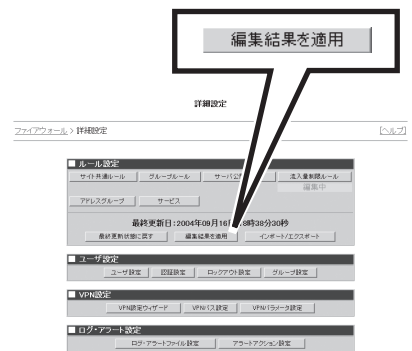 編集結果を適用
詳細設定
ファイアウォール > 詳細設定 [ヘルプ]
■ ルール設定
サイト共通ルール グループルール サーバ公 流入量制限ルール
編集中
アドレスグループ サービス
最終更新日:2004年09月16日 8時38分30秒
最終更新状態に戻す 編集結果を適用 インポート/エクスポート
■ ユーザ設定
ユーザ設定 認証設定 ロックアウト設定 グループ設定
■ VPN設定
VPN設定ウィザード VPNパス設定 VPNパラメータ設定
■ ログ・アラート設定
ログ・アラートファイル設定 アラートアクション設定